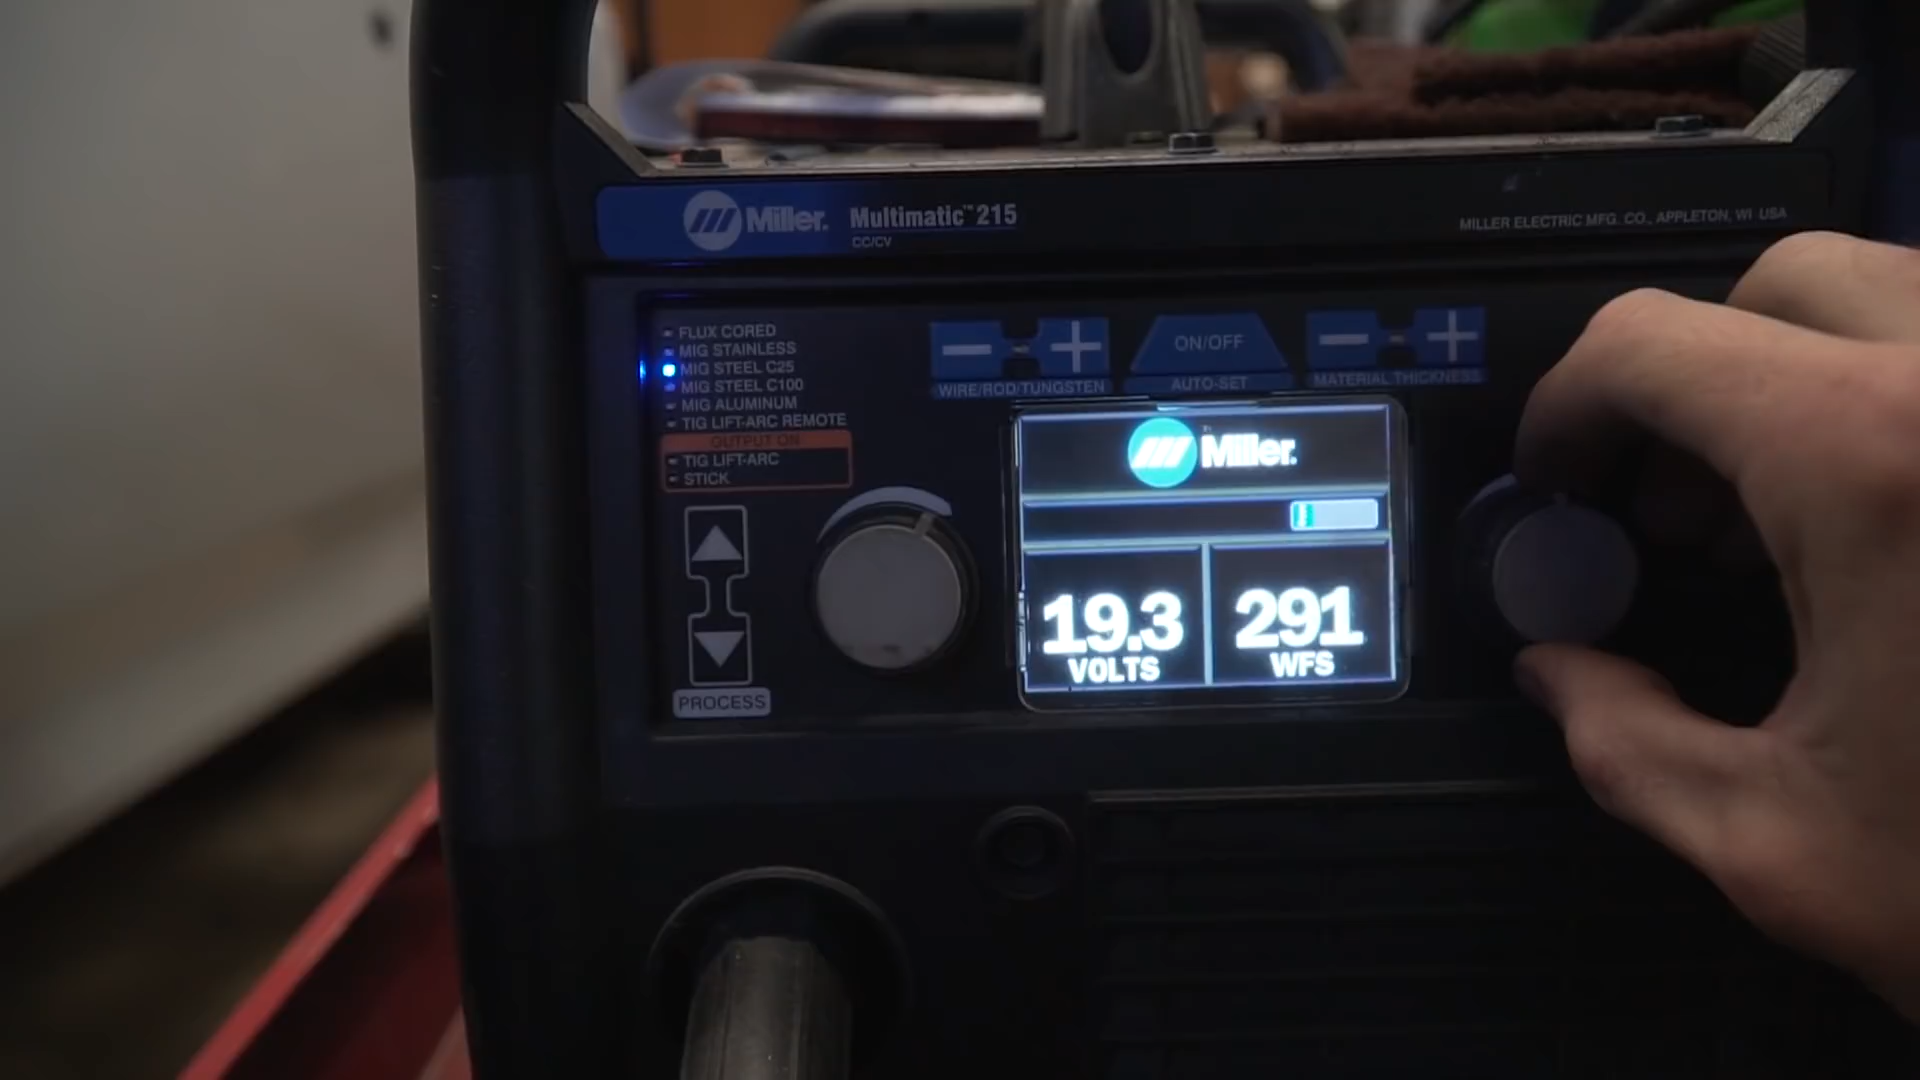 Miller. Multimatic™ 215
CC/CV
MILLER ELECTRIC MFG. CO., APPLETON, WI USA
FLUX CORED
MIG STAINLESS
MIG STEEL C25
MIG STEEL C100
MIG ALUMINUM
TIG LIFT-ARC REMOTE
OUTPUT ON
TIG LIFT-ARC
STICK
PROCESS
WIRE/ROD/TUNGSTEN
ON/OFF
AUTO-SET
MATERIAL THICKNESS
Miller.
19.3 291
VOLTS WFS